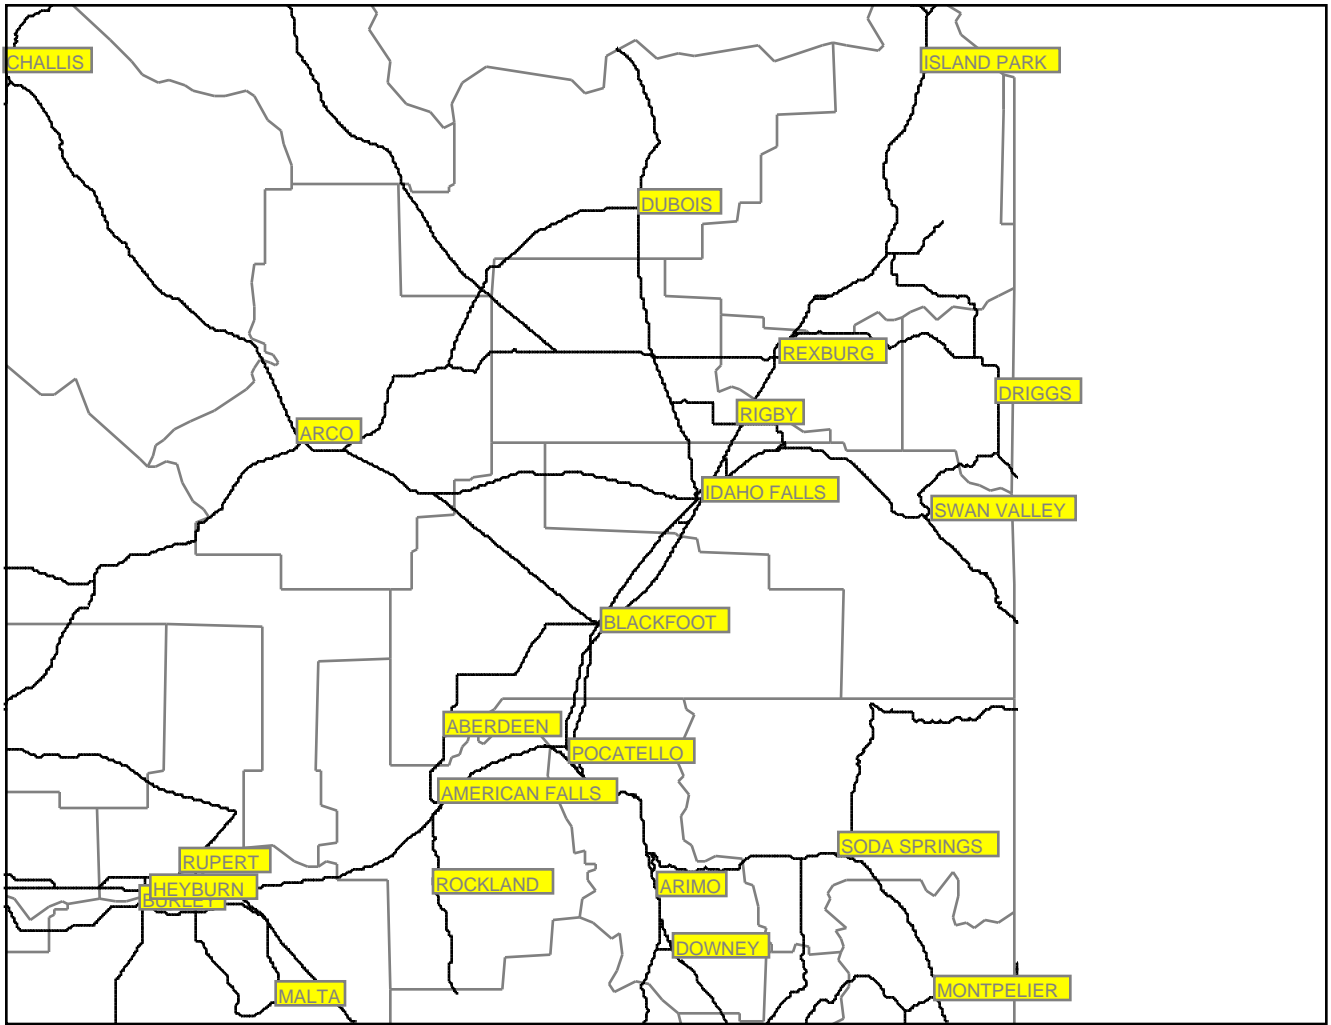 CHALLIS
ISLAND PARK
DUBOIS
REXBURG
DRIGGS
RIGBY
ARCO
IDAHO FALLS
SWAN VALLEY
BLACKFOOT
ABERDEEN
POCATELLO
AMERICAN FALLS
SODA SPRINGS
RUPERT
ROCKLAND
ARIMO
HEYBURN
BURLEY
DOWNEY
MALTA
MONTPELIER